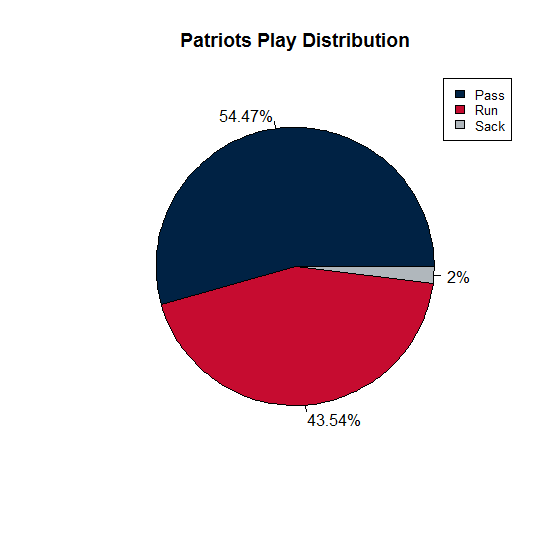 Patriots Play Distribution
Pass
Run
Sack
54.47%
2%
43.54%